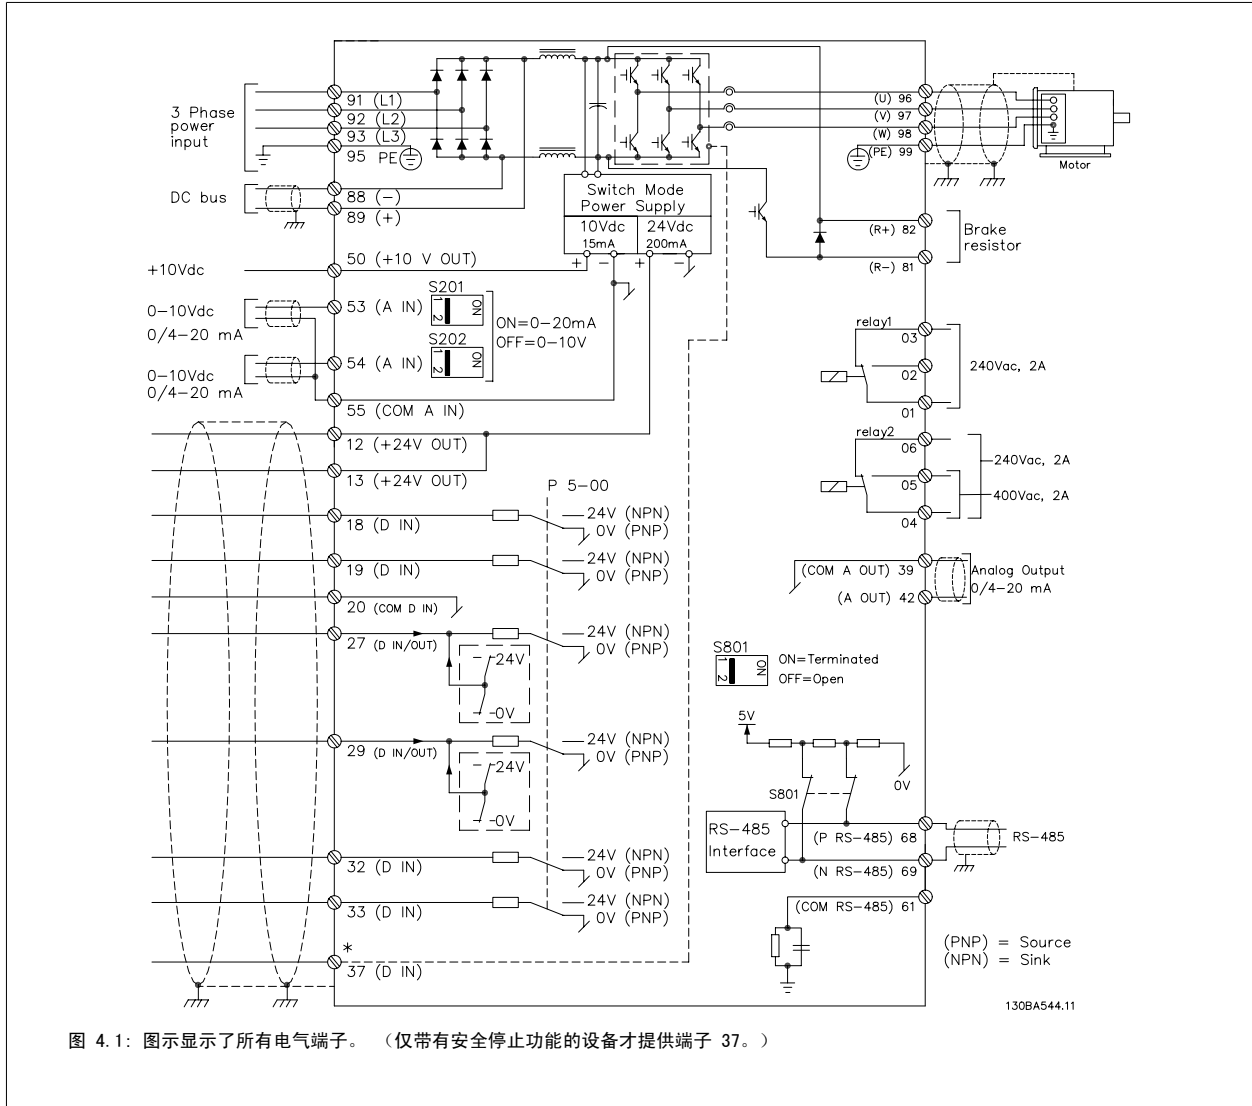 3 Phase
power
input
91 (L1)
92 (L2)
93 (L3)
95 PE
DC bus
88 (-)
89 (+)
+10Vdc
50 (+10 V OUT)
0-10Vdc
0/4-20 mA
53 (A IN)
S201
1 2
ON
ON=0-20mA
OFF=0-10V
S202
1 2
ON
0-10Vdc
0/4-20 mA
54 (A IN)
55 (COM A IN)
12 (+24V OUT)
13 (+24V OUT)
P 5-00
18 (D IN)
24V (NPN)
0V (PNP)
19 (D IN)
24V (NPN)
0V (PNP)
20 (COM D IN)
27 (D IN/OUT)
24V (NPN)
0V (PNP)
24V
0V
29 (D IN/OUT)
24V (NPN)
0V (PNP)
24V
0V
32 (D IN)
24V (NPN)
0V (PNP)
33 (D IN)
24V (NPN)
0V (PNP)
*
37 (D IN)
Switch Mode
Power Supply
10Vdc
15mA
24Vdc
200mA
+ - + -
(U) 96
(V) 97
(W) 98
(PE) 99
Motor
(R+) 82
(R-) 81
Brake
resistor
relay1
03
02
01
240Vac, 2A
relay2
06
05
04
240Vac, 2A
400Vac, 2A
(COM A OUT) 39
(A OUT) 42
Analog Output
0/4-20 mA
S801
1 2
ON
ON=Terminated
OFF=Open
5V
S801
0V
RS-485
Interface
(P RS-485) 68
(N RS-485) 69
RS-485
(COM RS-485) 61
(PNP) = Source
(NPN) = Sink
130BA544.11
图 4.1: 图示显示了所有电气端子。 （仅带有安全停止功能的设备才提供端子 37。）